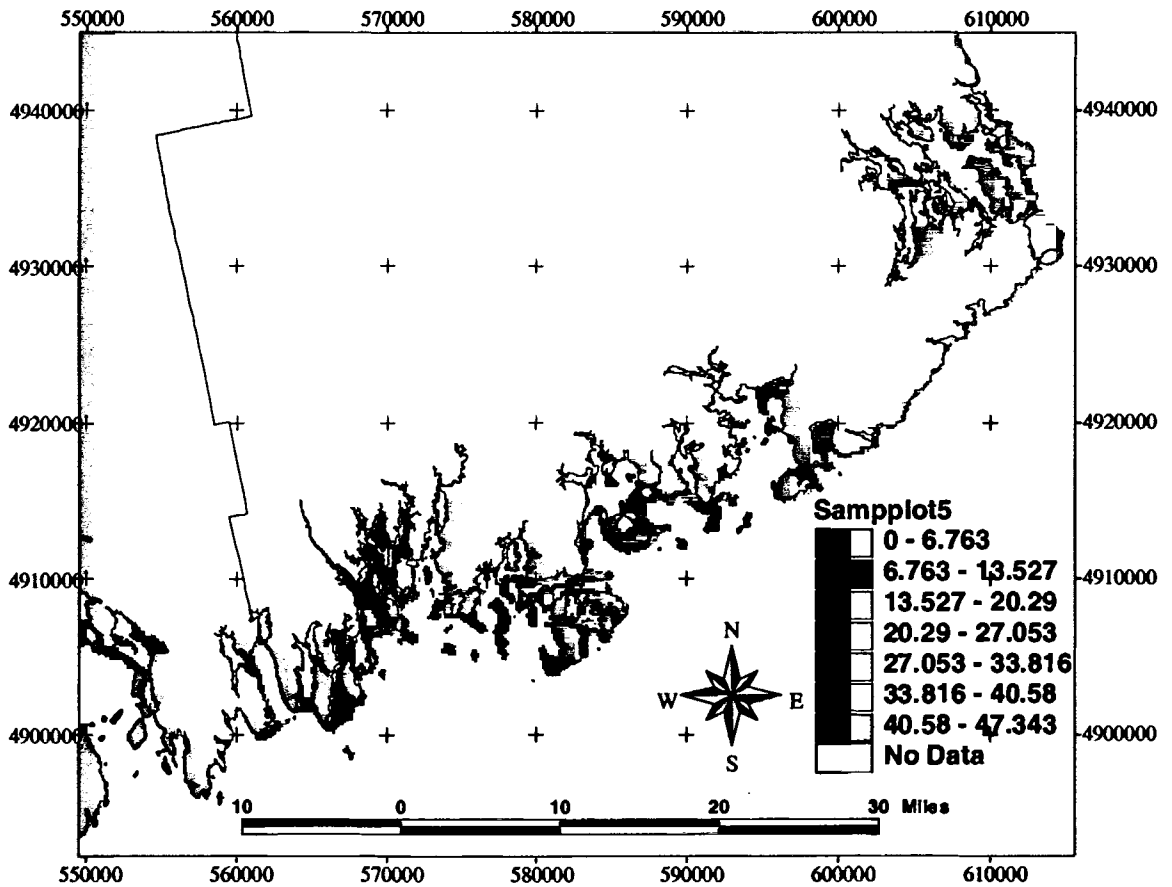 550000 560000 570000 580000 590000 600000 610000
4940000 4940000
4930000 4930000
4920000 4920000
Sampplot5
0 - 6.763
6.763 - 13.527
4910000 4910000
13.527 - 20.29
20.29 - 27.053
N
27.053 - 33.816
W E
33.816 - 40.58
40.58 - 47.343
4900000 4900000
No Data
S
10 0 10 20 30 Miles
550000 560000 570000 580000 590000 600000 610000